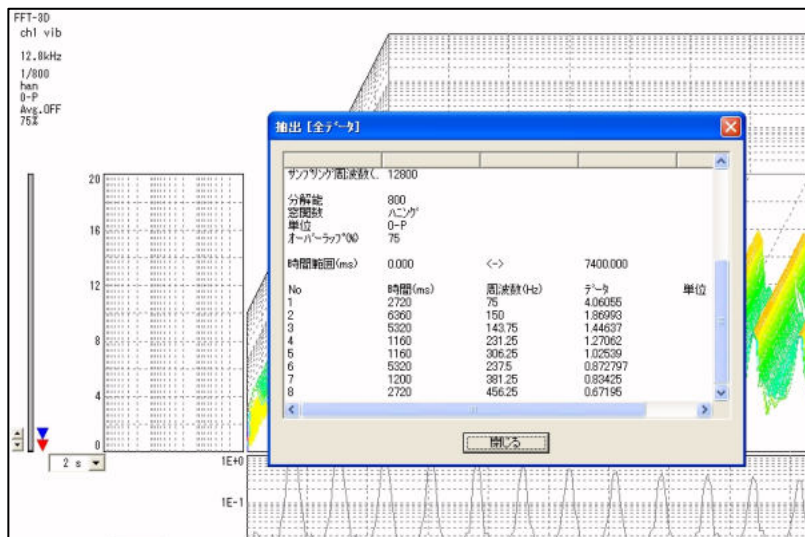 FFT-3D
ch1 vib
12.8kHz
1/800
han
0-P
Avg.OFF
75%
抽出 [全ﾃﾞｰﾀ]
ｻﾝﾌﾟﾘﾝｸﾞ周波数(. 12800
分解能 800
窓関数 ﾊﾆﾝｸﾞ
単位 0-P
ｵｰﾊﾞｰﾗｯﾌﾟ(%) 75
時間範囲(ms) 0.000 <-> 7400.000
No 時間(ms) 周波数(Hz) ﾃﾞｰﾀ 単位
1 2720 75 4.06055
2 6360 150 1.86993
3 5320 143.75 1.44637
4 1160 231.25 1.27062
5 1160 306.25 1.02539
6 5320 237.5 0.872797
7 1200 381.25 0.83425
8 2720 456.25 0.67195
閉じる
20
16
12
8
4
0
2 s
1E+0
1E-1